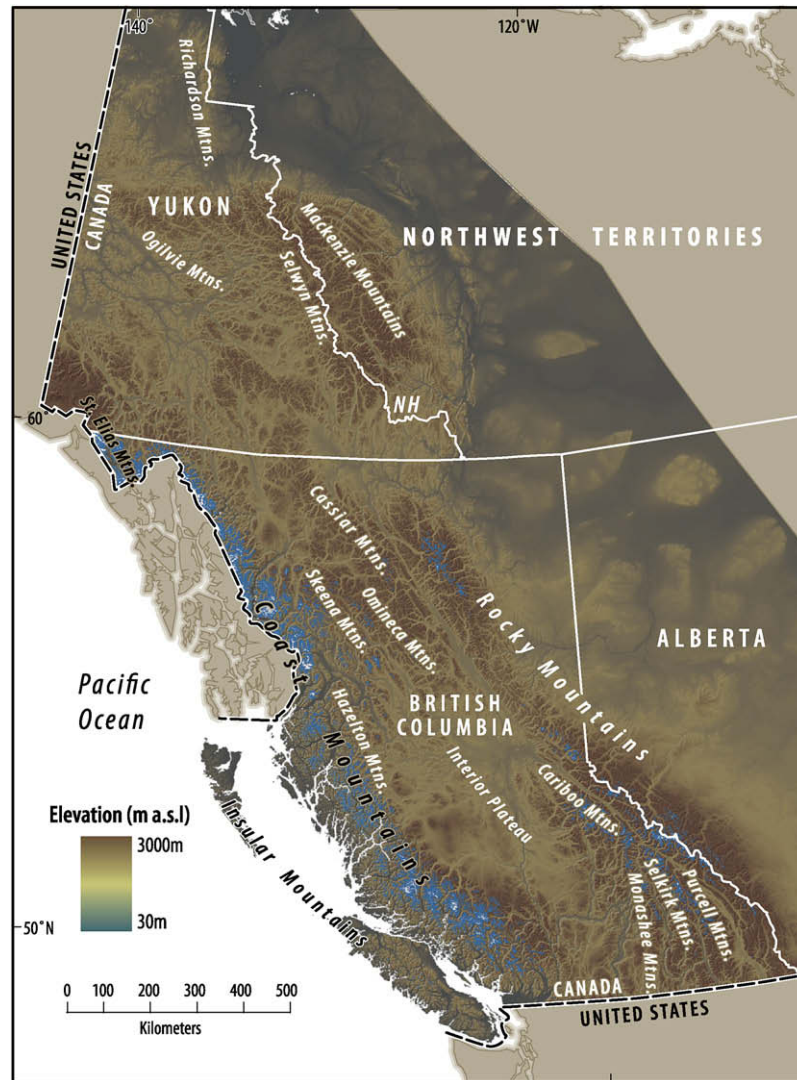 140°
120°W
Richardson Mtns.
UNITED STATES
CANADA
YUKON
Mackenzie Mountains
NORTHWEST TERRITORIES
Ogilvie Mtns.
Selwyn Mtns.
NH
60°
St. Elias Mtns.
Cassiar Mtns.
Skeena Mtns.
Omineca Mtns.
Rocky Mountains
ALBERTA
Coast Mountains
Pacific
Ocean
Hazelton Mtns.
BRITISH
COLUMBIA
Interior Plateau
Cariboo Mtns.
Elevation (m a.s.l)
3000m
30m
Insular Mountains
Monashee Mtns.
Selkirk Mtns.
Purcell Mtns.
50°N
CANADA
UNITED STATES
0 100 200 300 400 500
Kilometers